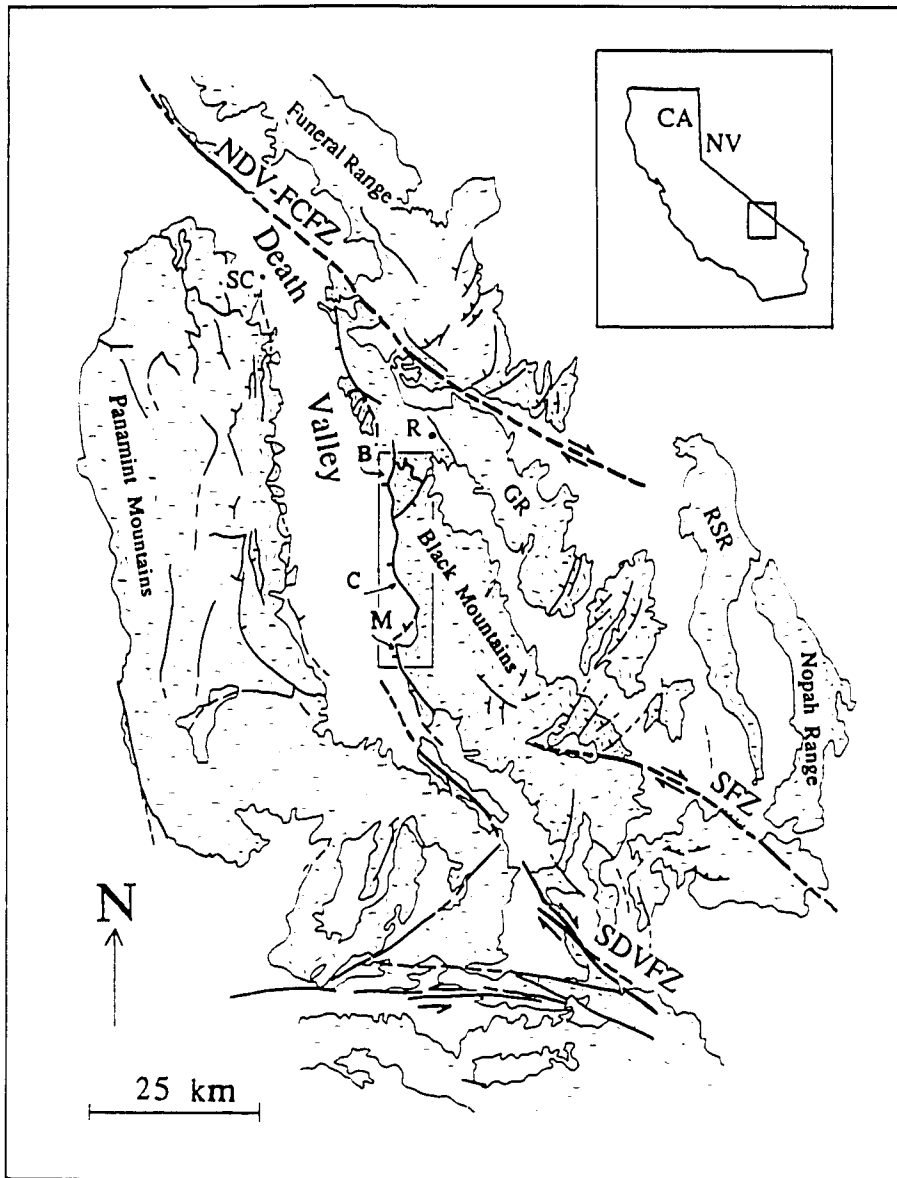 CA
NV
Funeral Range
NDV-FCFZ
Death
Valley
SC
Panamint Mountains
R
B
GR
RSR
Black Mountains
C
M
Nopah Range
SFZ
N
SDVFZ
25 km